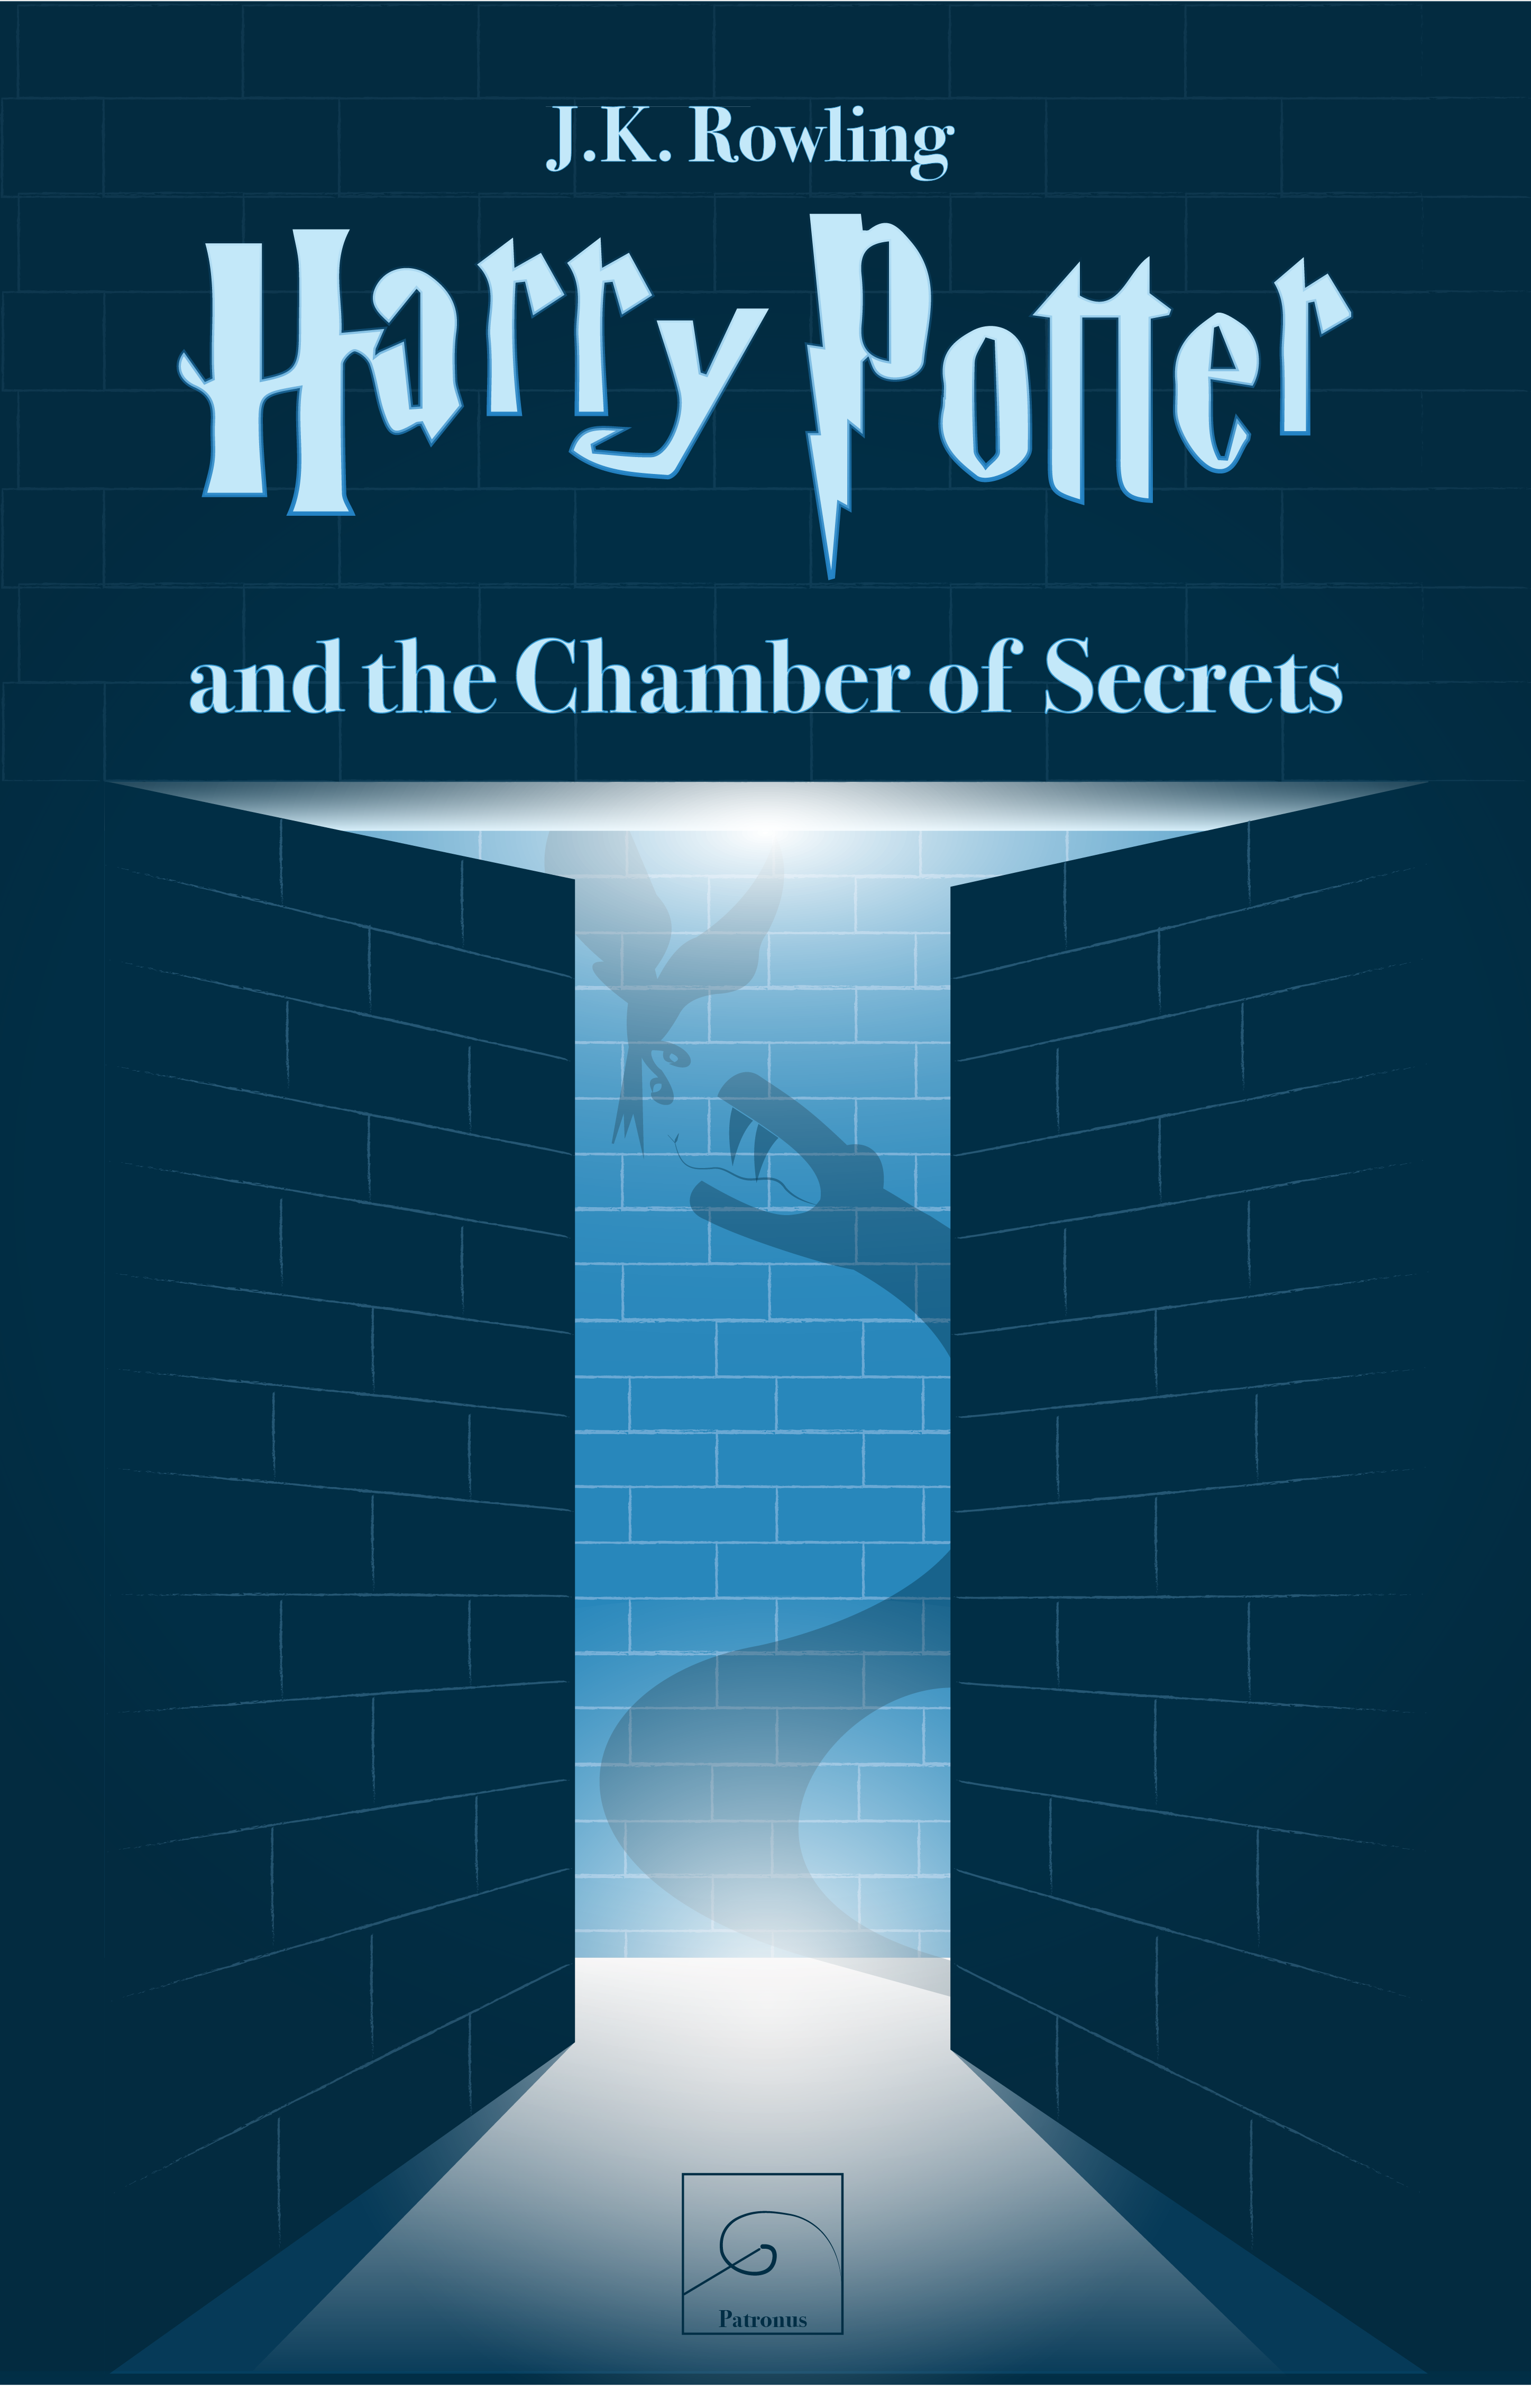 J.K. Rowling
Harry Potter
and the Chamber of Secrets
Patronus